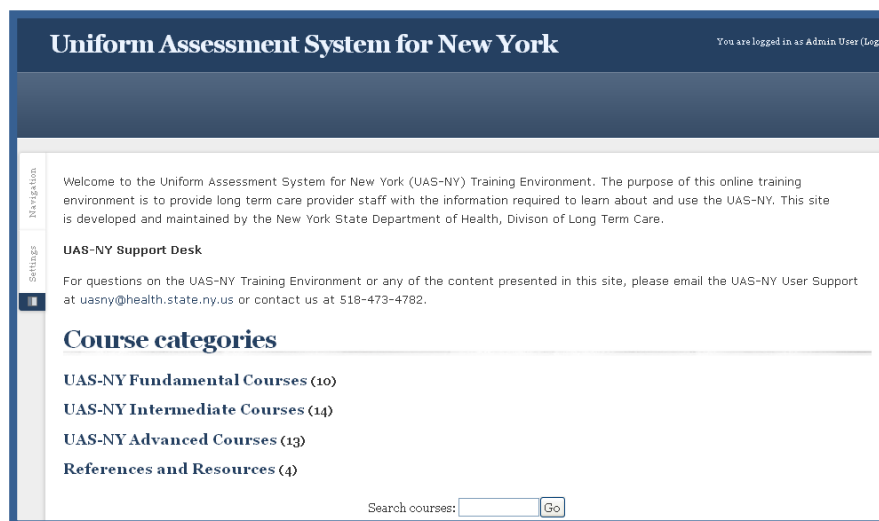 Uniform Assessment System for New York
You are logged in as Admin User (Log
Navigation
Settings
Welcome to the Uniform Assessment System for New York (UAS-NY) Training Environment. The purpose of this online training
environment is to provide long term care provider staff with the information required to learn about and use the UAS-NY. This site
is developed and maintained by the New York State Department of Health, Divison of Long Term Care.
UAS-NY Support Desk
For questions on the UAS-NY Training Environment or any of the content presented in this site, please email the UAS-NY User Support
at uasny@health.state.ny.us or contact us at 518-473-4782.
Course categories
UAS-NY Fundamental Courses (10)
UAS-NY Intermediate Courses (14)
UAS-NY Advanced Courses (13)
References and Resources (4)
Search courses: Go